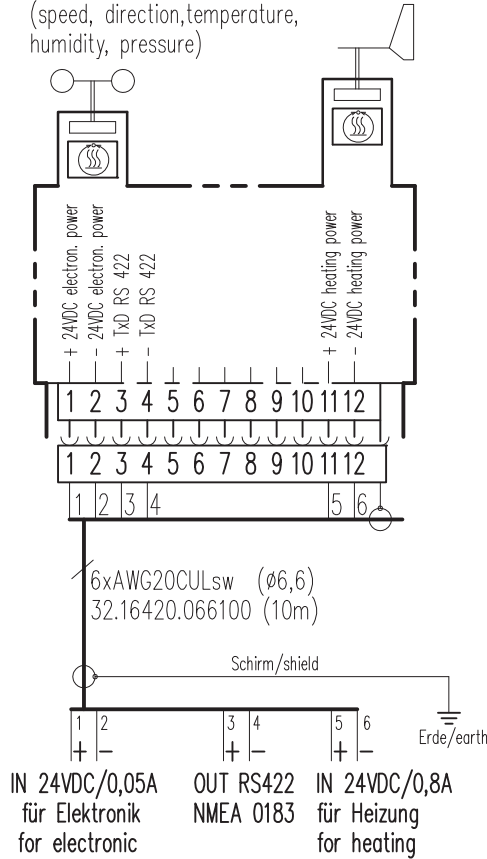 (speed, direction,temperature,
humidity, pressure)
+ 24VDC electron. power
- 24VDC electron. power
+ TxD RS 422
- TxD RS 422
+ 24VDC heating power
- 24VDC heating power
1 2 3 4 5 6 7 8 9 10 11 12
1 2 3 4 5 6 7 8 9 10 11 12
1 2 3 4 5 6
6xAWG20CULsw (ø6,6)
32.16420.066100 (10m)
Schirm/shield
Erde/earth
1 2 3 4 5 6
+ - + - + -
IN 24VDC/0,05A
für Elektronik
for electronic
OUT RS422
NMEA 0183
IN 24VDC/0,8A
für Heizung
for heating